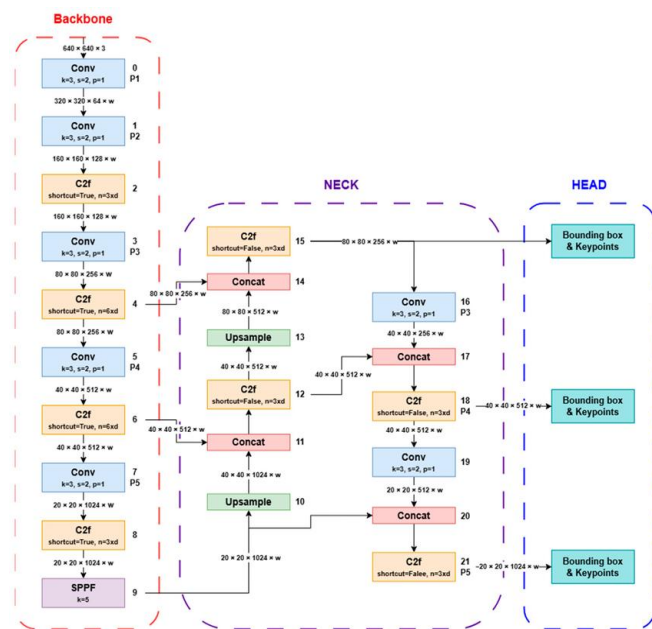 Backbone
640 × 640 × 3
Conv
k=3, s=2, p=1
0
P1
320 × 320 × 64 × w
Conv
k=3, s=2, p=1
1
P2
160 × 160 × 128 × w
C2f
shortcut=True, n=3xd
2
160 × 160 × 128 × w
Conv
k=3, s=2, p=1
3
P3
80 × 80 × 256 × w
C2f
shortcut=True, n=6xd
4
80 × 80 × 256 × w
Conv
k=3, s=2, p=1
5
P4
40 × 40 × 512 × w
C2f
shortcut=True, n=6xd
6
40 × 40 × 512 × w
Conv
k=3, s=2, p=1
7
P5
20 × 20 × 1024 × w
C2f
shortcut=True, n=3xd
8
20 × 20 × 1024 × w
SPPF
k=5
9
NECK
C2f
shortcut=False, n=3xd
15
80 × 80 × 256 × w
Concat
14
80 × 80 × 256 × w
80 × 80 × 512 × w
Upsample
13
40 × 40 × 512 × w
C2f
shortcut=False, n=3xd
12
40 × 40 × 512 × w
Concat
11
40 × 40 × 512 × w
40 × 40 × 1024 × w
Upsample
10
20 × 20 × 1024 × w
Conv
k=3, s=2, p=1
16
P3
40 × 40 × 256 × w
Concat
17
C2f
shortcut=False, n=3xd
18
P4
40 × 40 × 512 × w
40 × 40 × 512 × w
Conv
k=3, s=2, p=1
19
20 × 20 × 512 × w
Concat
20
C2f
shortcut=Falee, n=3xd
21
P5
20 × 20 × 1024 × w
HEAD
Bounding box
& Keypoints
Bounding box
& Keypoints
Bounding box
& Keypoints